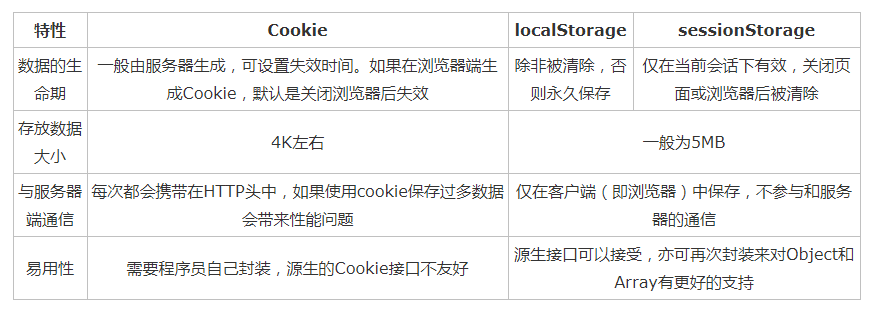 特性 Cookie localStorage sessionStorage
数据的生命期
一般由服务器生成，可设置失效时间。如果在浏览器端生
成Cookie，默认是关闭浏览器后失效
除非被清除，否
则永久保存
仅在当前会话下有效，关闭页
面或浏览器后被清除
存放数据
大小
4K左右
一般为5MB
与服务器
端通信
每次都会携带在HTTP头中，如果使用cookie保存过多数据
会带来性能问题
仅在客户端（即浏览器）中保存，不参与和服务
器的通信
易用性
需要程序员自己封装，源生的Cookie接口不友好
源生接口可以接受，亦可再次封装来对Object和
Array有更好的支持